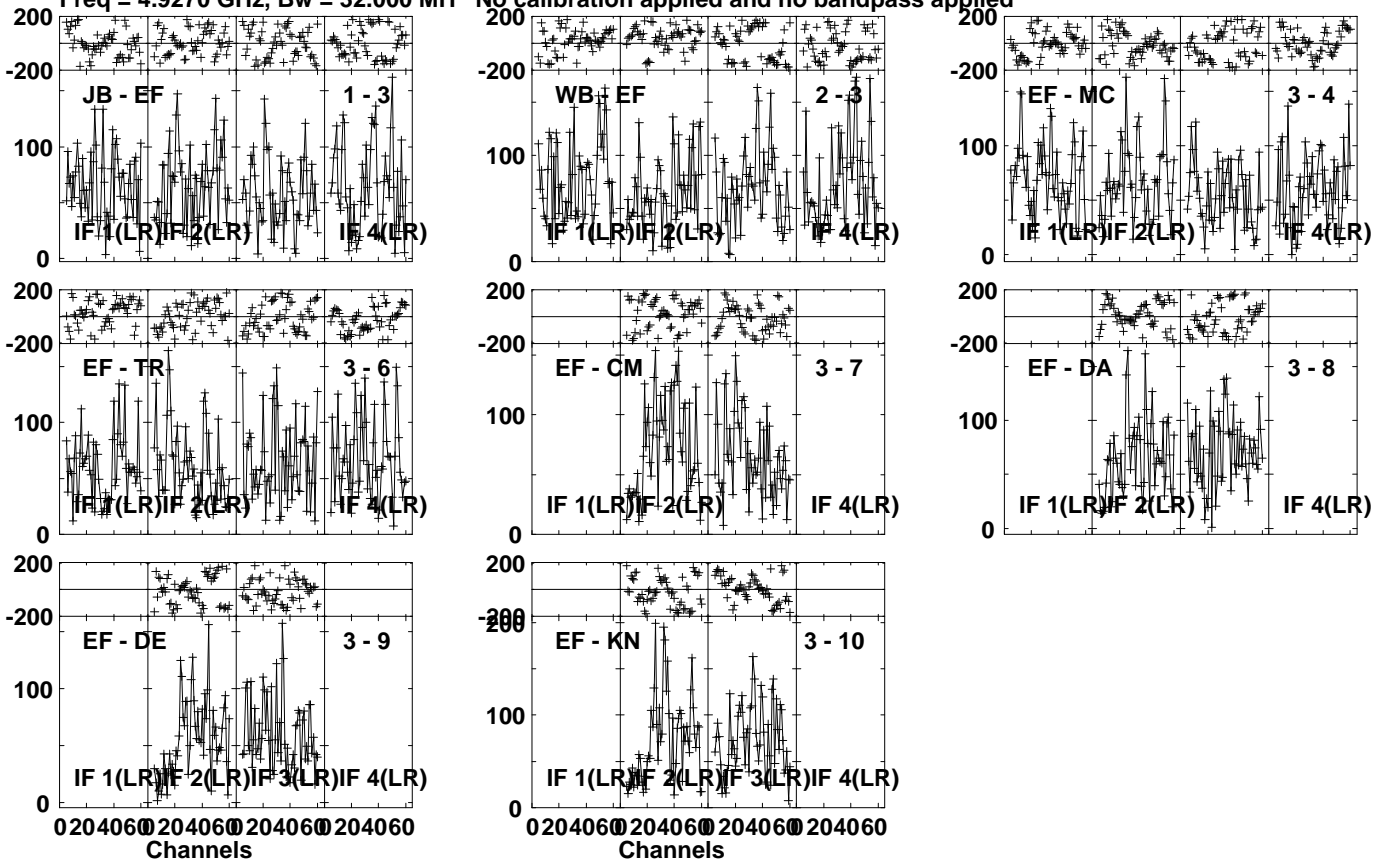 Freq = 4.9270 GHz, Bw = 32.000 MH No calibration applied and no bandpass applied
200
-200
JB - EF 1 - 3
100
0
IF 1(LR) IF 2(LR) IF 4(LR)
WB - EF 2 - 3
100
0
IF 1(LR) IF 2(LR) IF 4(LR)
200
-200
EF - MC 3 - 4
100
0
IF 1(LR) IF 2(LR) IF 4(LR)
200
-200
EF - TR 3 - 6
100
0
IF 1(LR) IF 2(LR) IF 4(LR)
200
-200
EF - CM 3 - 7
100
0
IF 1(LR) IF 2(LR) IF 4(LR)
200
-200
EF - DA 3 - 8
100
0
IF 1(LR) IF 2(LR) IF 4(LR)
200
-200
EF - DE 3 - 9
100
0
IF 1(LR) IF 2(LR) IF 3(LR) IF 4(LR)
0 20 40 60 0 20 40 60 0 20 40 60 0 20 40 60
Channels
200
-200
200
EF - KN 3 - 10
100
0
IF 1(LR) IF 2(LR) IF 3(LR) IF 4(LR)
0 20 40 60 0 20 40 60 0 20 40 60 0 20 40 60
Channels